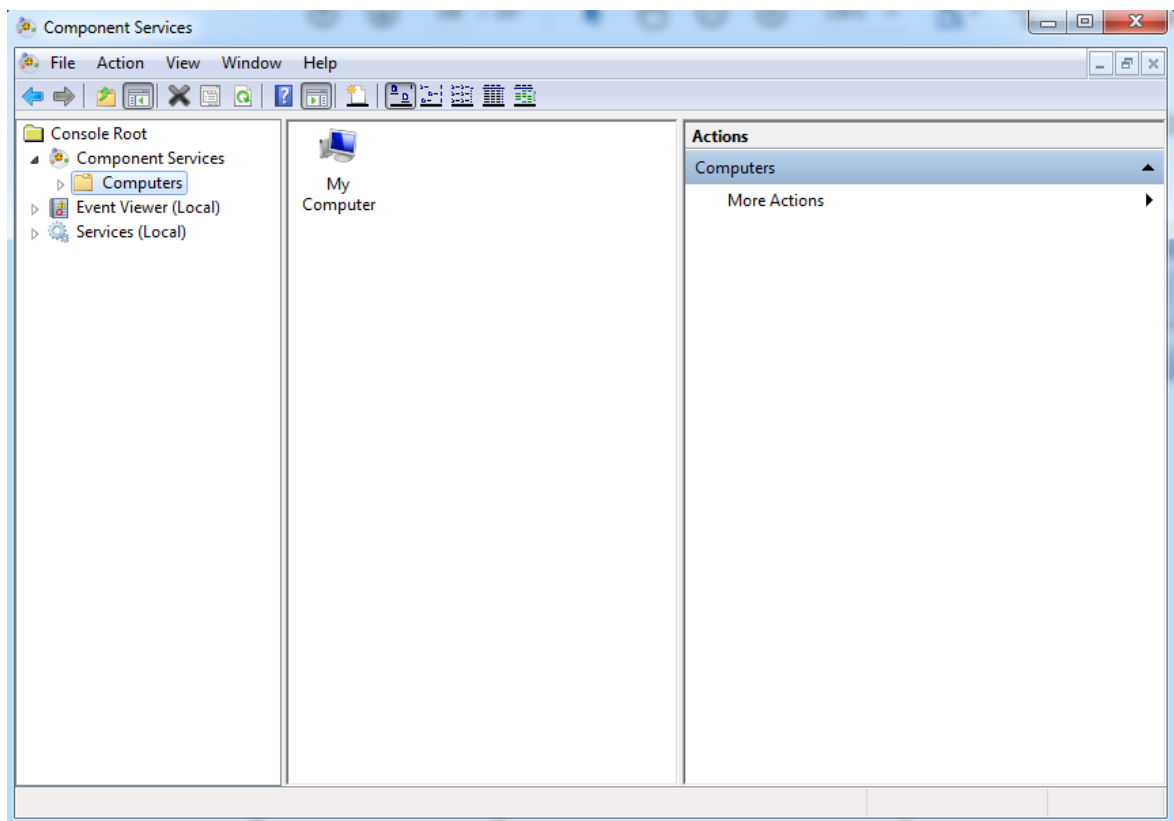 Component Services
File Action View Window Help
Console Root
Component Services
Computers
Event Viewer (Local)
Services (Local)
My
Computer
Actions
Computers
More Actions